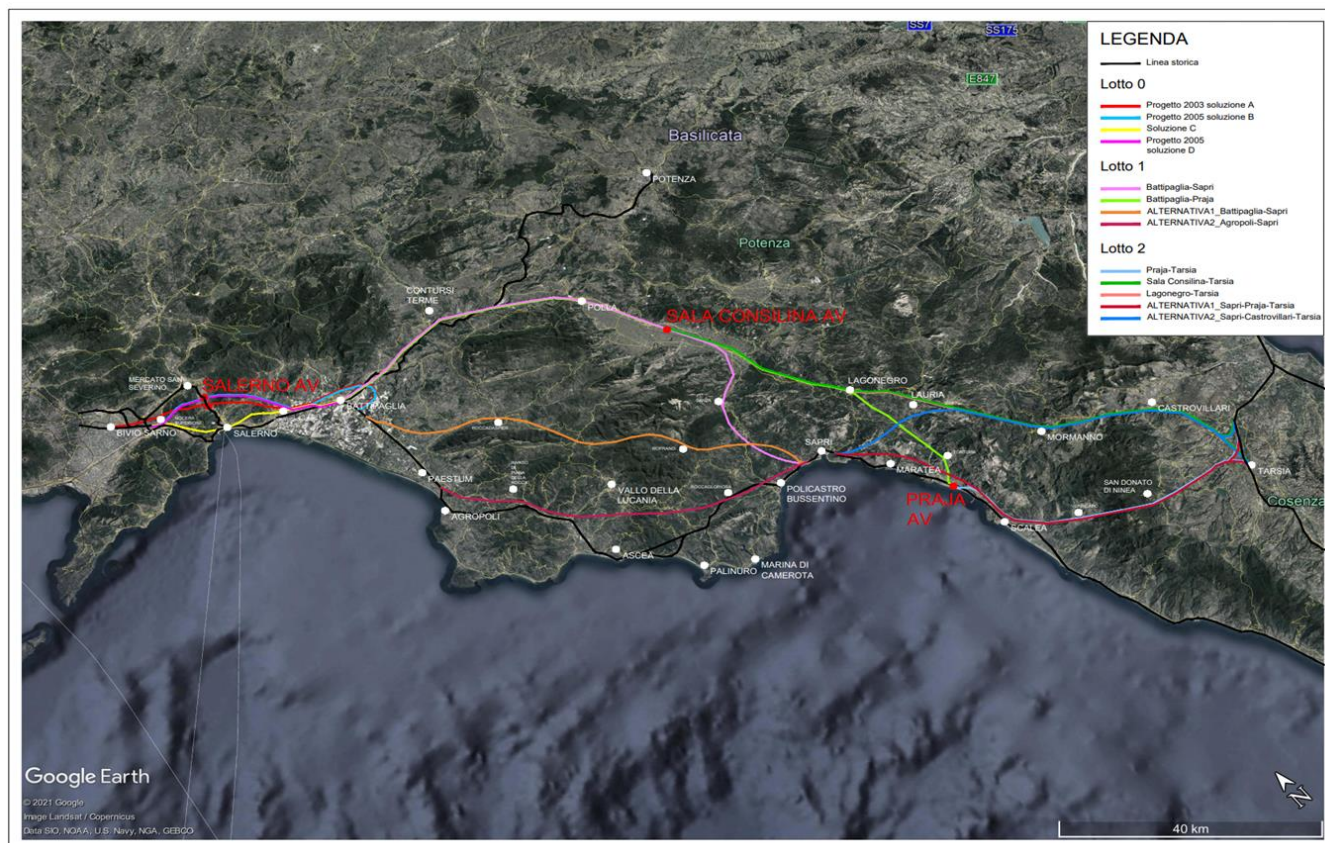 LEGENDA
Linea storica
Lotto 0
Progetto 2003 soluzione A
Progetto 2005 soluzione B
Soluzione C
Progetto 2005
soluzione D
Lotto 1
Battipaglia-Sapri
Battipaglia-Praja
ALTERNATIVA1_Battipaglia-Sapri
ALTERNATIVA2_Agropoli-Sapri
Lotto 2
Praja-Tarsia
Sala Consilina-Tarsia
Lagonegro-Tarsia
ALTERNATIVA1_Sapri-Praja-Tarsia
ALTERNATIVA2_Sapri-Castrovillari-Tarsia
SS7
SS175
E847
Basilicata
POTENZA
Potenza
CONTURSI
TERME
POLLA
SALA CONSILINA AV
MERCATO SAN
SEVERINO
SALERNO AV
BATTIPAGLIA
BIVIO SARNO
SALERNO
LAGONEGRO
LAURIA
CASTROVILLARI
MORMANNO
SAPRI
MARATEA
TARSIA
PAESTUM
VALLO DELLA
LUCANIA
POLICASTRO
BUSSENTINO
SAN DONATO
DI NINEA
Cosenza
PRAJA
AV
AGROPOLI
SCALEA
ASCEA
PALINURO
MARINA DI
CAMEROTA
Google Earth
© 2021 Google
Image Landsat / Copernicus
Data SIO, NOAA, U.S. Navy, NGA, GEBCO
N
40 km